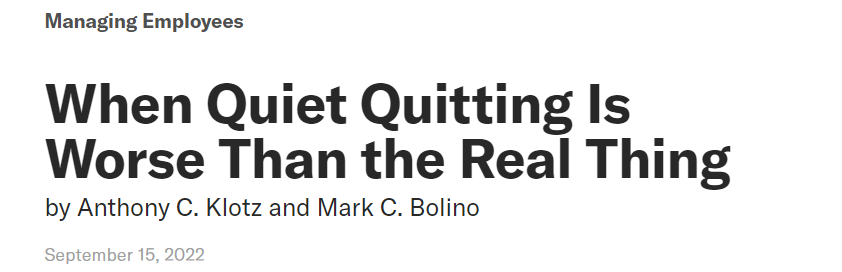 Managing Employees
When Quiet Quitting Is
Worse Than the Real Thing
by Anthony C. Klotz and Mark C. Bolino
September 15, 2022